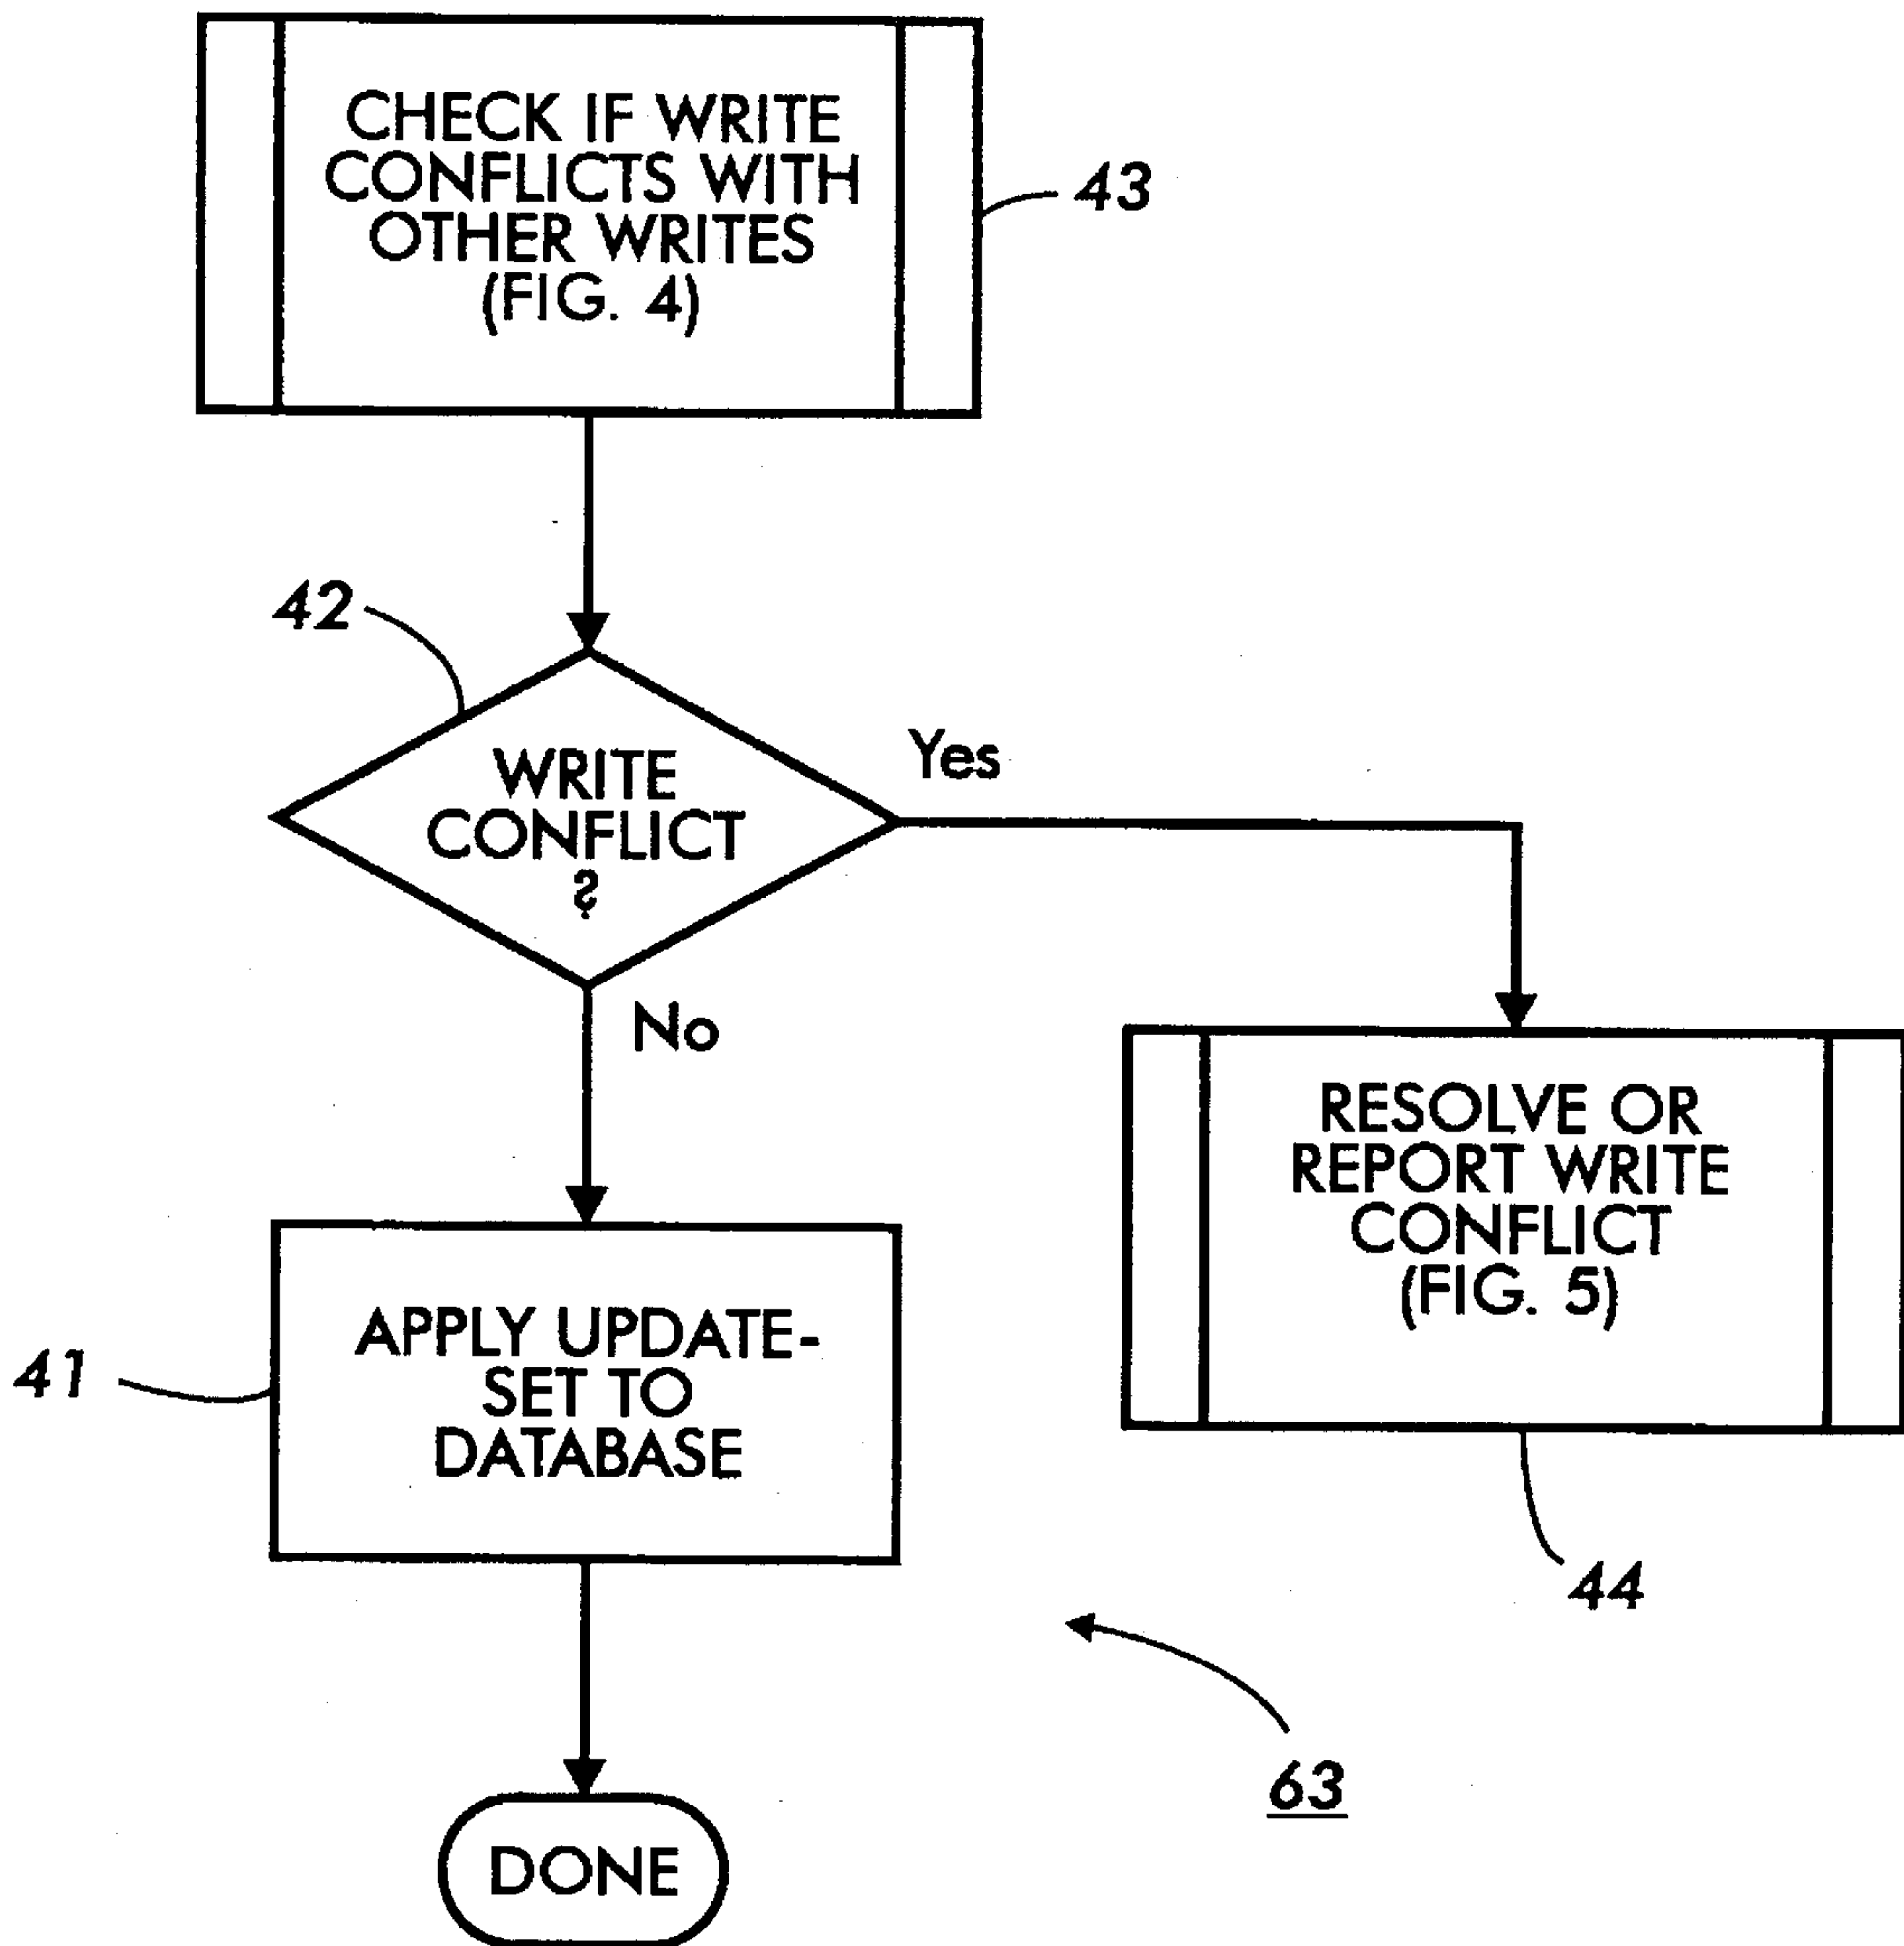 CHECK IF WRITE
CONFLICTS WITH
OTHER WRITES
(FIG. 4)
43
42
WRITE
CONFLICT
?
Yes
No
RESOLVE OR
REPORT WRITE
CONFLICT
(FIG. 5)
44
41
APPLY UPDATE-
SET TO
DATABASE
63
DONE